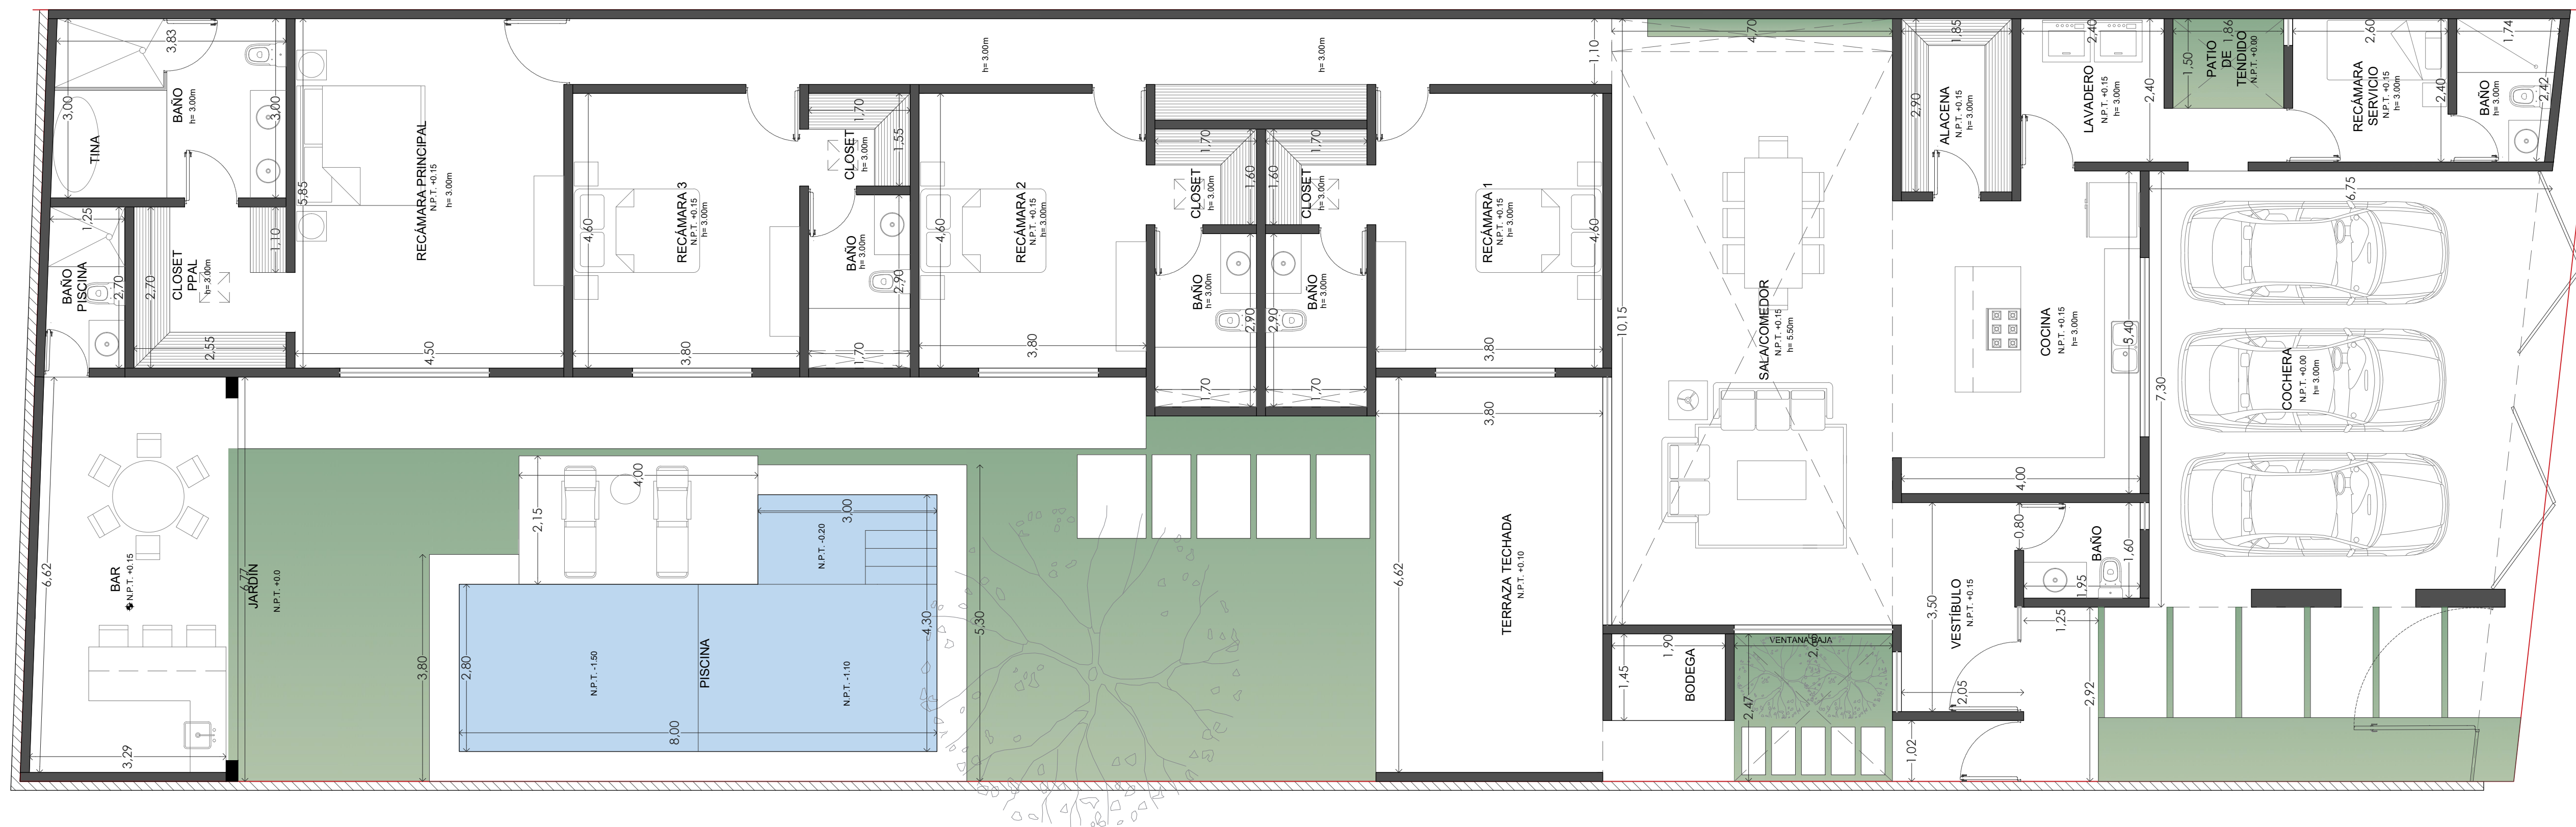 3,83
3,00
TINA
BAÑO
h= 3.00m
3,00
1,25
BAÑO
PISCINA
2,70
2,70
CLOSET
PPAL
h= 3.00m
1,10
2,55
5,85
RECÁMARA PRINCIPAL
N.P.T. +0.15
h= 3.00m
4,50
4,60
RECÁMARA 3
N.P.T. +0.15
h= 3.00m
3,80
1,70
1,55
CLOSET
h= 3.00m
BAÑO
h= 3.00m
2,90
1,70
4,60
h= 3.00m
RECÁMARA 2
N.P.T. +0.15
h= 3.00m
3,80
1,70
1,60
CLOSET
h= 3.00m
BAÑO
h= 3.00m
2,90
1,70
h= 3.00m
1,70
1,60
CLOSET
h= 3.00m
BAÑO
h= 3.00m
2,90
1,70
RECÁMARA 1
N.P.T. +0.15
h= 3.00m
4,60
3,80
1,10
4,70
10,15
SALA/COMEDOR
N.P.T. +0.15
h= 5.50m
1,85
2,90
ALACENA
N.P.T. +0.15
h= 3.00m
2,40
LAVADERO
N.P.T. +0.15
h= 3.00m
2,40
1,50
PATIO
DE
TENDIDO
N.P.T. +0.00
1,86
2,60
RECÁMARA
SERVICIO
N.P.T. +0.15
h= 3.00m
2,40
1,74
BAÑO
h= 3.00m
2,42
COCINA
N.P.T. +0.15
h= 3.00m
5,40
4,00
6,75
7,30
COCHERA
N.P.T. +0.00
h= 3.00m
0,80
BAÑO
1,60
1,95
3,50
VESTÍBULO
N.P.T. +0.15
1,25
2,05
2,92
1,02
VENTANA BAJA
2,65
2,47
1,90
1,45
BODEGA
3,80
6,62
TERRAZA TECHADA
N.P.T. +0.10
6,62
BAR
N.P.T. +0.15
3,29
6,77
JARDÍN
N.P.T. +0.0
3,80
4,00
2,15
3,00
N.P.T. -0.20
2,80
N.P.T. -1.50
PISCINA
N.P.T. -1.10
4,30
8,00
5,30